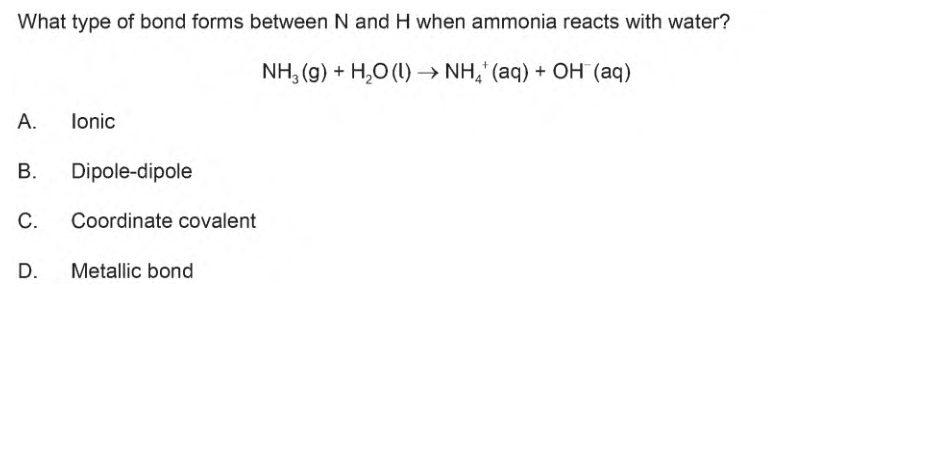 What type of bond forms between N and H when ammonia reacts with water?
NH₃ (g) + H₂O (l) → NH₄⁺ (aq) + OH⁻ (aq)
A. Ionic
B. Dipole-dipole
C. Coordinate covalent
D. Metallic bond